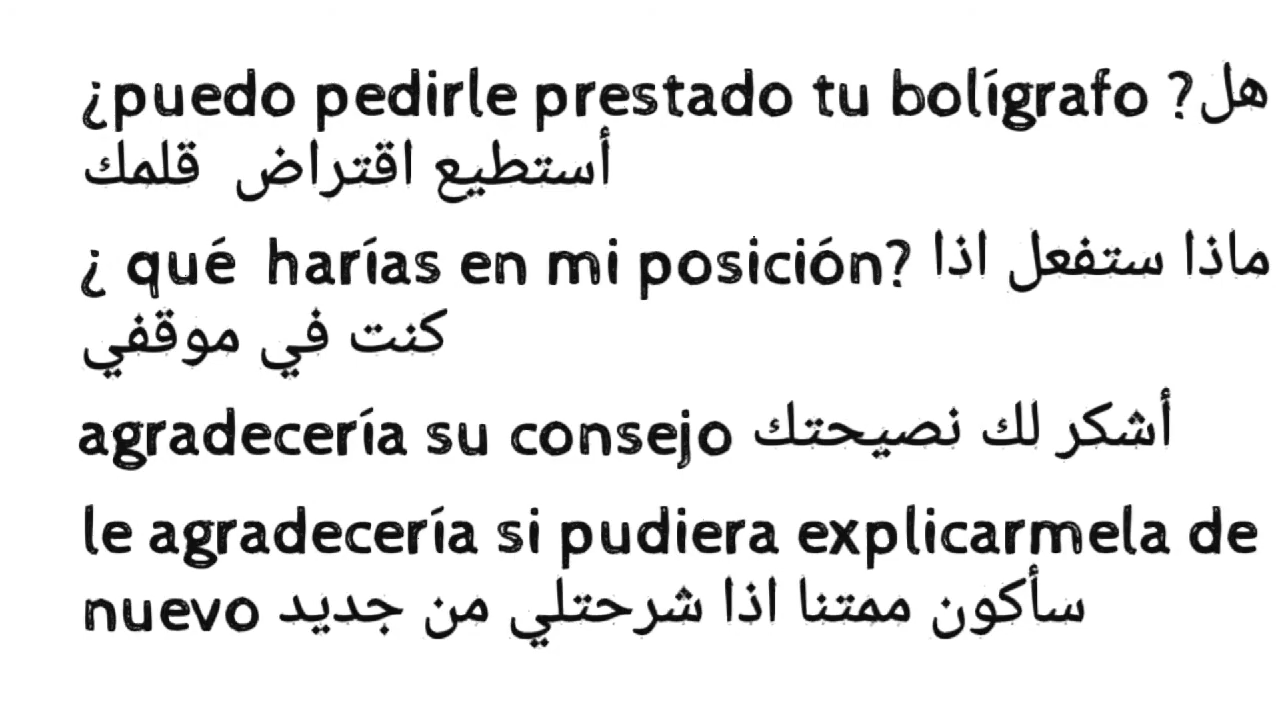 ¿puedo pedirle prestado tu bolígrafo ?هل
أستطيع اقتراض قلمك
¿ qué harías en mi posición? ماذا ستفعل اذا
كنت في موقفي
agradecería su consejo أشكر لك نصيحتك
le agradecería si pudiera explicarmela de
nuevo سأكون ممتنا اذا شرحتلي من جديد